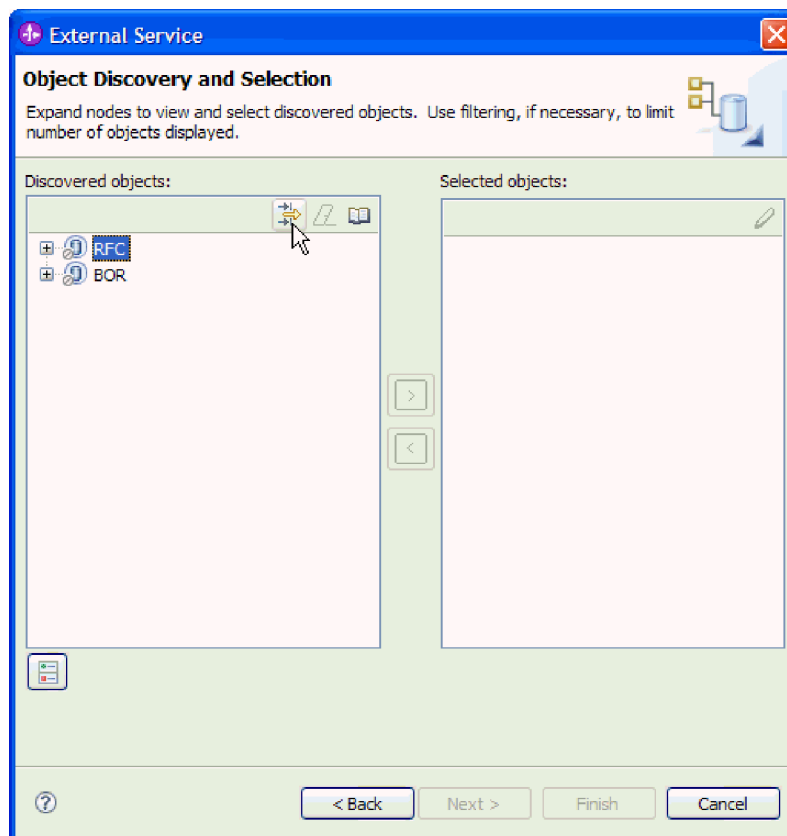 External Service
Object Discovery and Selection
Expand nodes to view and select discovered objects.  Use filtering, if necessary, to limit
number of objects displayed.
Discovered objects:
Selected objects:
RFC
BOR
>
<
?
< Back
Next >
Finish
Cancel